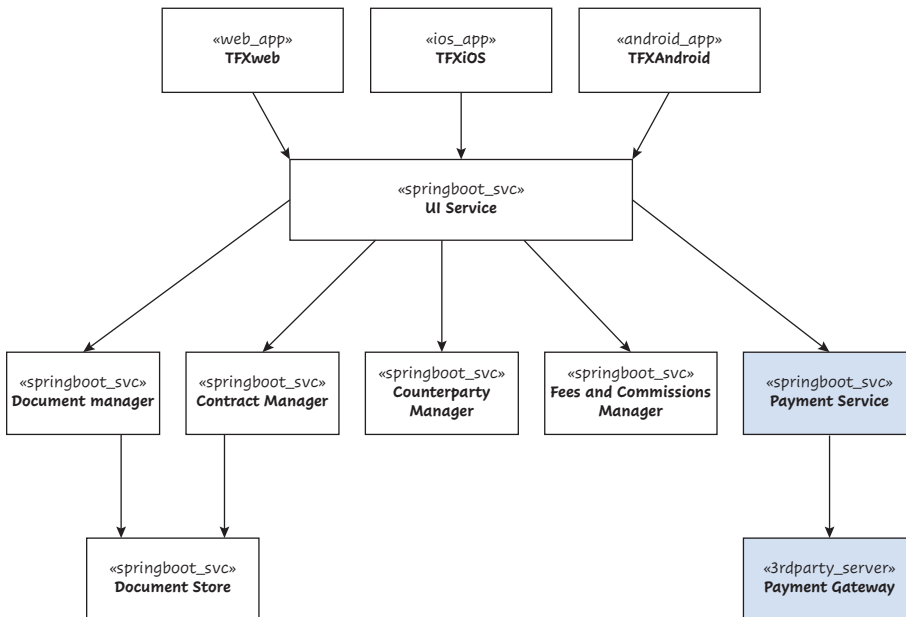 «web_app»
TFXweb
«ios_app»
TFXiOS
«android_app»
TFXAndroid
«springboot_svc»
UI Service
«springboot_svc»
Document manager
«springboot_svc»
Contract Manager
«springboot_svc»
Counterparty
Manager
«springboot_svc»
Fees and Commissions
Manager
«springboot_svc»
Payment Service
«springboot_svc»
Document Store
«3rdparty_server»
Payment Gateway